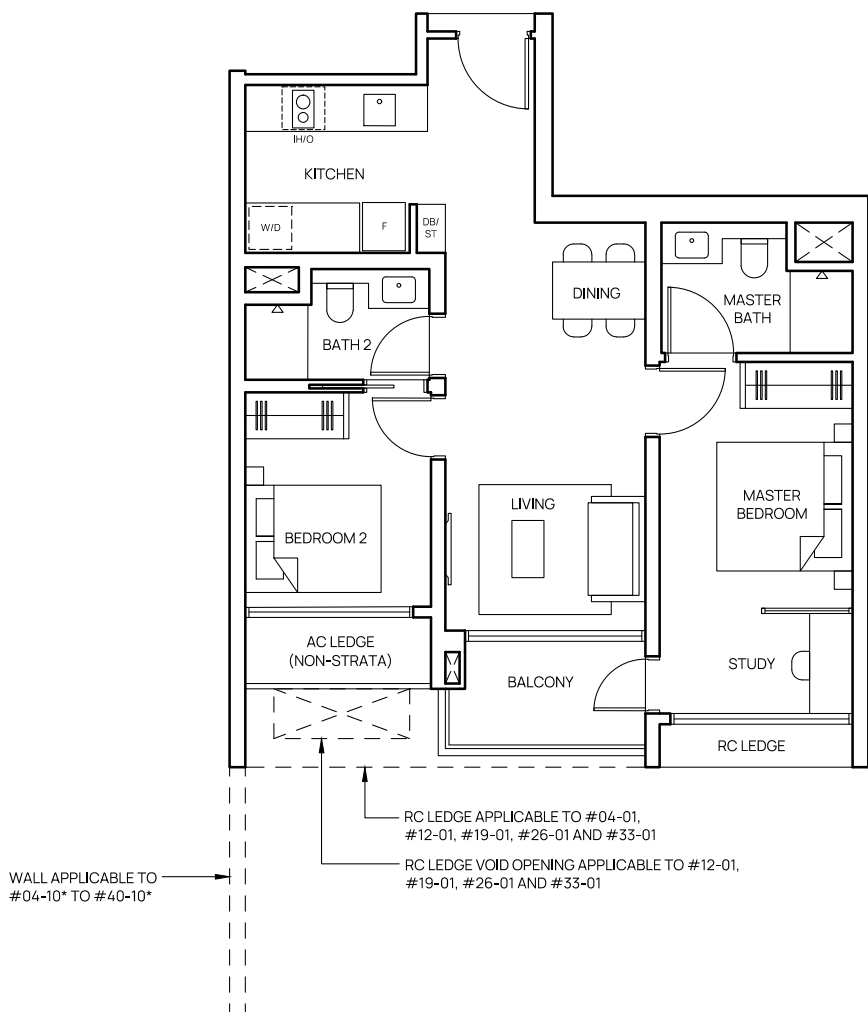 IH/O
KITCHEN
W/D
F
DB/
ST
DINING
MASTER
BATH
BATH 2
LIVING
MASTER
BEDROOM
BEDROOM 2
AC LEDGE
(NON-STRATA)
BALCONY
STUDY
RC LEDGE
RC LEDGE APPLICABLE TO #04-01,
#12-01, #19-01, #26-01 AND #33-01
RC LEDGE VOID OPENING APPLICABLE TO #12-01,
#19-01, #26-01 AND #33-01
WALL APPLICABLE TO
#04-10* TO #40-10*